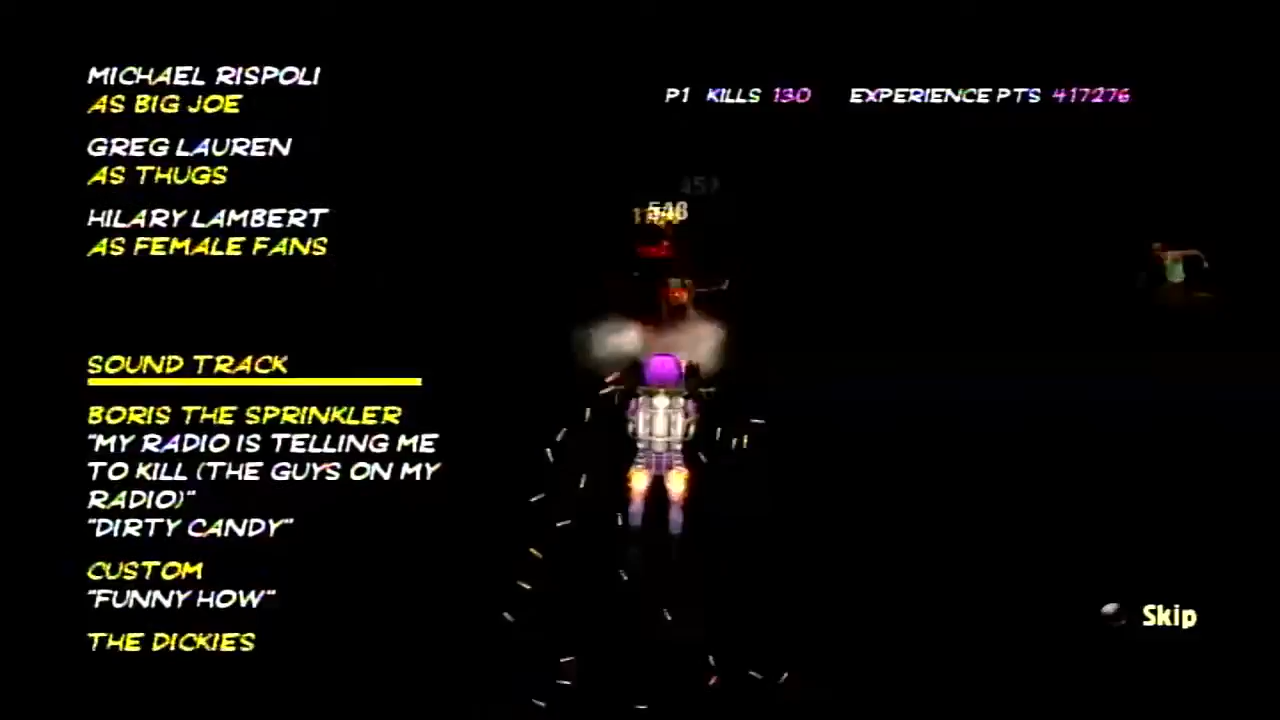 MICHAEL RISPOLI
AS BIG JOE
GREG LAUREN
AS THUGS
HILARY LAMBERT
AS FEMALE FANS
SOUND TRACK
BORIS THE SPRINKLER
"MY RADIO IS TELLING ME
TO KILL (THE GUYS ON MY
RADIO)"
"DIRTY CANDY"
CUSTOM
"FUNNY HOW"
THE DICKIES
P1 KILLS 130 EXPERIENCE PTS 417276
548
Skip